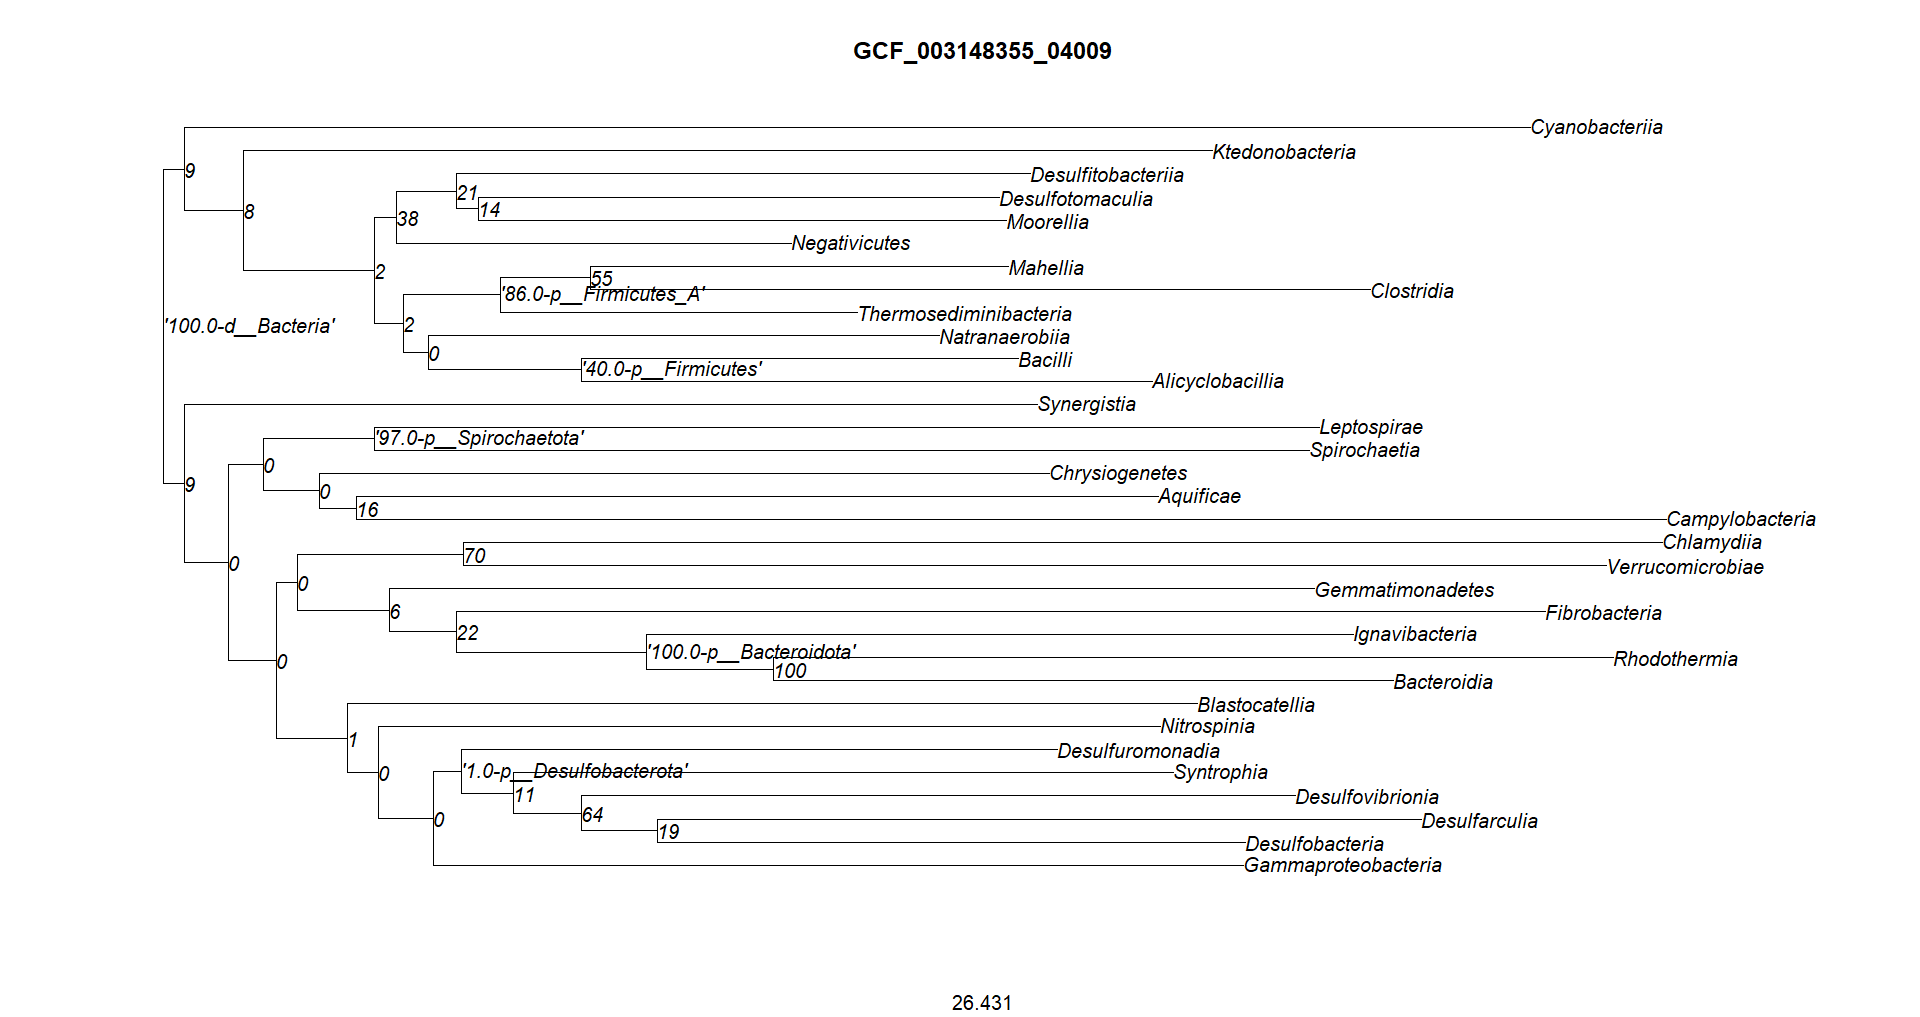 GCF_003148355_04009
Cyanobacteriia
Ktedonobacteria
9
Desulfitobacteriia
21
Desulfotomaculia
14
8
38
Moorellia
Negativicutes
Mahellia
2
55
Clostridia
'86.0-p__Firmicutes_A'
Thermosediminibacteria
2
'100.0-d__Bacteria'
Natranaerobiia
0
Bacilli
'40.0-p__Firmicutes'
Alicyclobacillia
Synergistia
Leptospirae
'97.0-p__Spirochaetota'
Spirochaetia
0
Chrysiogenetes
9
0
Aquificae
16
Campylobacteria
Chlamydiia
70
0
Verrucomicrobiae
0
Gemmatimonadetes
6
Fibrobacteria
22
Ignavibacteria
'100.0-p__Bacteroidota'
0
Rhodothermia
100
Bacteroidia
Blastocatellia
Nitrospinia
1
Desulfuromonadia
0
'1.0-p__Desulfobacterota'
Syntrophia
11
Desulfovibrionia
64
0
Desulfarculia
19
Desulfobacteria
Gammaproteobacteria
26.431